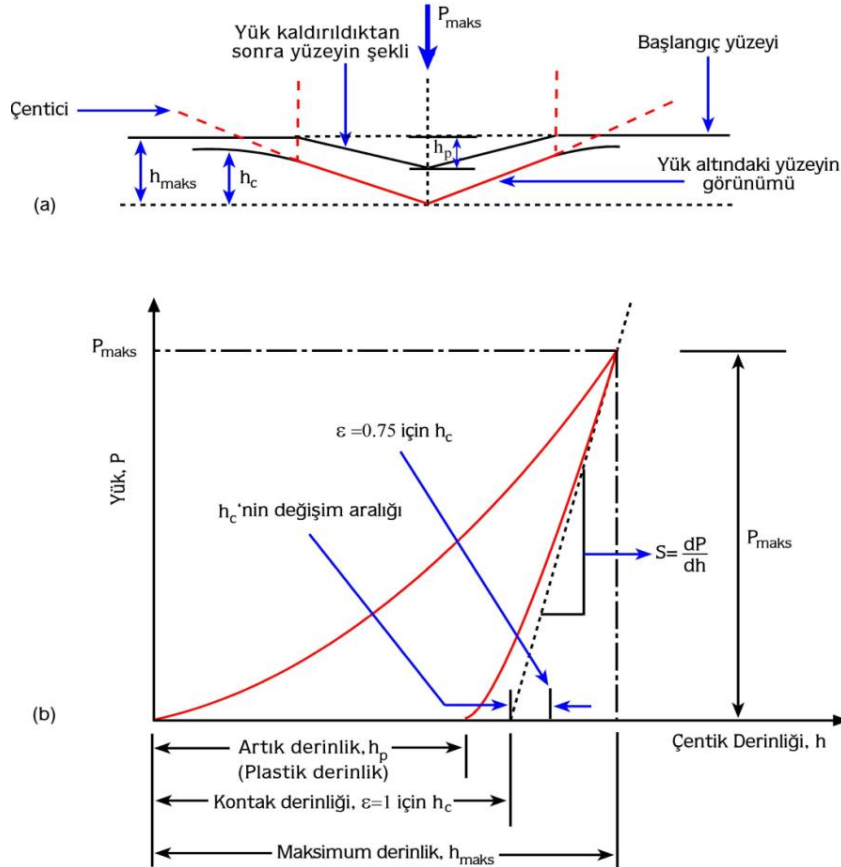 P_maks
Yük kaldırıldıktan
sonra yüzeyin şekli
Başlangıç yüzeyi
Çentici
h_p
h_maks
h_c
Yük altındaki yüzeyin
görünümü
(a)
P_maks
ε =0.75 için h_c
Yük, P
h_c'nin değişim aralığı
S= dP/dh
P_maks
(b)
Çentik Derinliği, h
Artık derinlik, h_p
(Plastik derinlik)
Kontak derinliği, ε=1 için h_c
Maksimum derinlik, h_maks